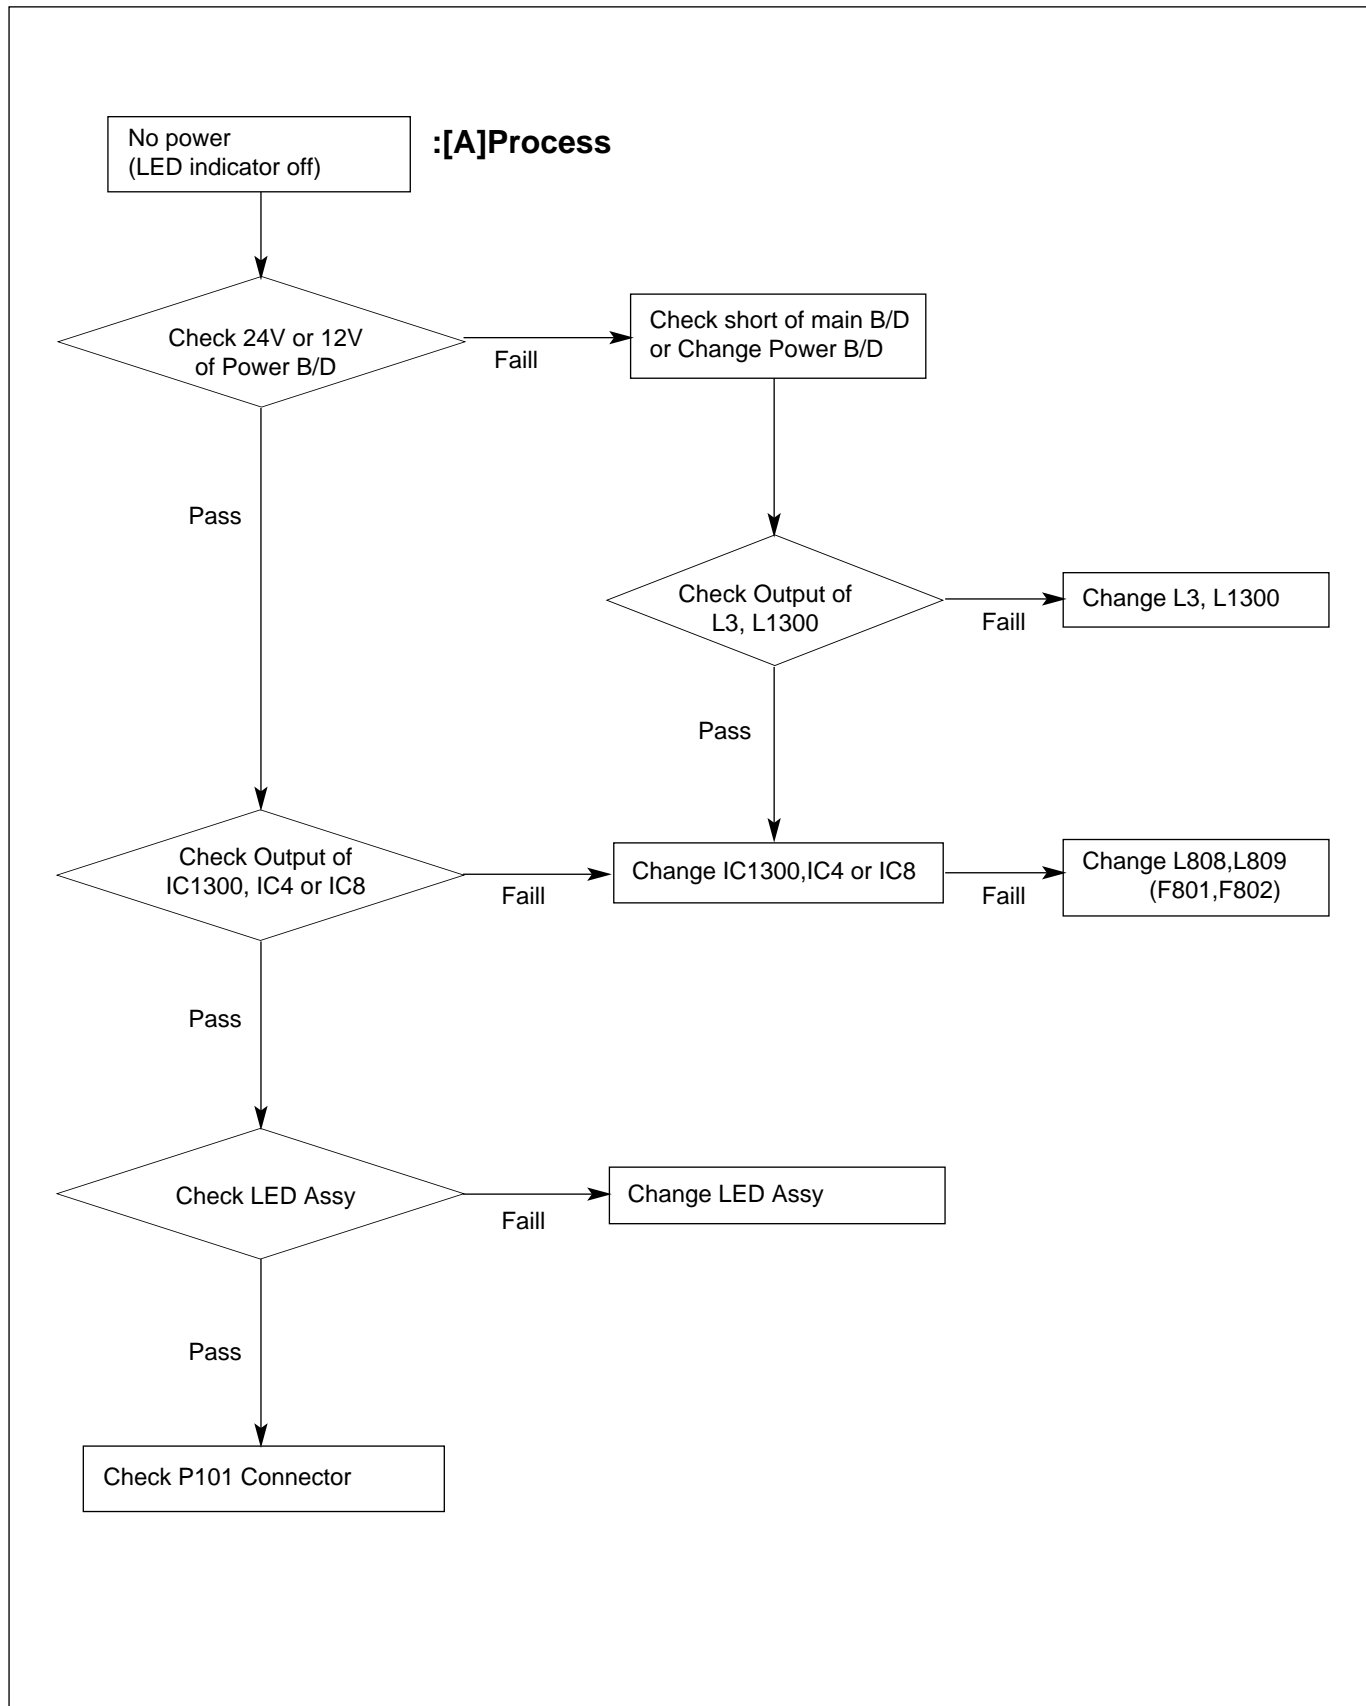 No power
(LED indicator off)
:[A]Process
Check 24V or 12V
of Power B/D
Faill
Check short of main B/D
or Change Power B/D
Pass
Check Output of
L3, L1300
Faill
Change L3, L1300
Pass
Check Output of
IC1300, IC4 or IC8
Faill
Change IC1300,IC4 or IC8
Faill
Change L808,L809
(F801,F802)
Pass
Check LED Assy
Faill
Change LED Assy
Pass
Check P101 Connector